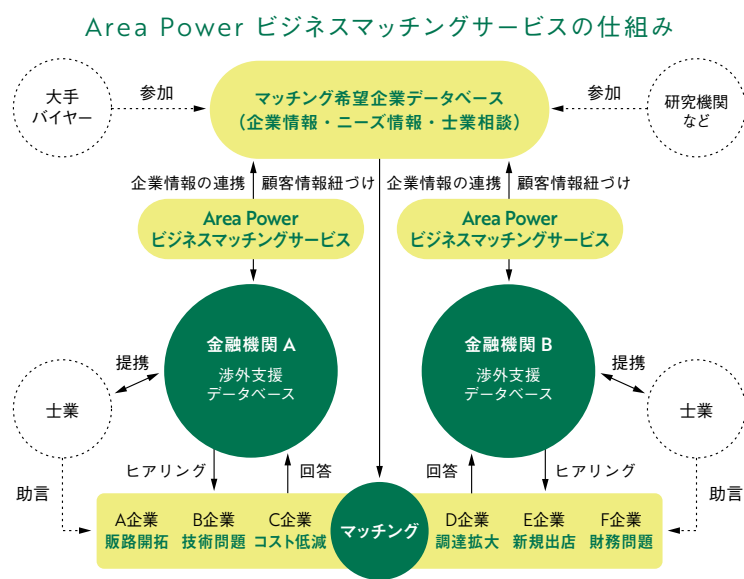 Area Power ビジネスマッチングサービスの仕組み
大手
バイヤー
参加
マッチング希望企業データベース
（企業情報・ニーズ情報・士業相談）
参加
研究機関
など
企業情報の連携
顧客情報紐づけ
企業情報の連携
顧客情報紐づけ
Area Power
ビジネスマッチングサービス
Area Power
ビジネスマッチングサービス
金融機関 A
渉外支援
データベース
金融機関 B
渉外支援
データベース
提携
士業
提携
士業
ヒアリング
回答
回答
ヒアリング
助言
助言
A企業
販路開拓
B企業
技術問題
C企業
コスト低減
マッチング
D企業
調達拡大
E企業
新規出店
F企業
財務問題